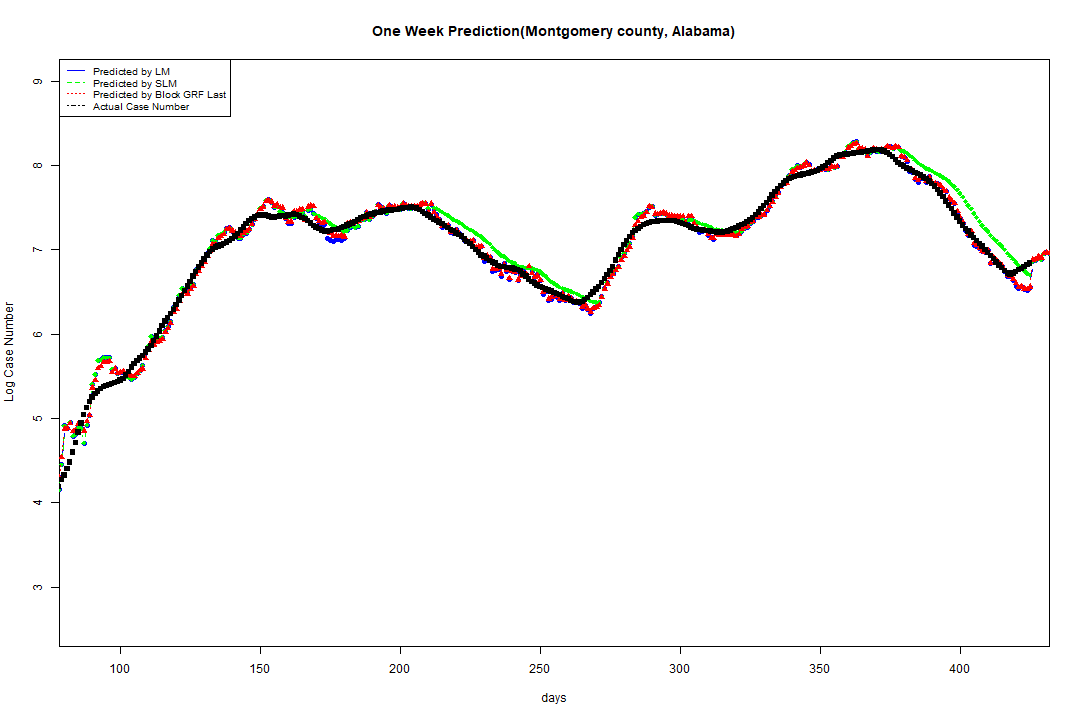 One Week Prediction(Montgomery county, Alabama)
Predicted by LM
Predicted by SLM
Predicted by Block GRF Last
Actual Case Number
9
8
7
6
5
4
3
Log Case Number
100 150 200 250 300 350 400
days